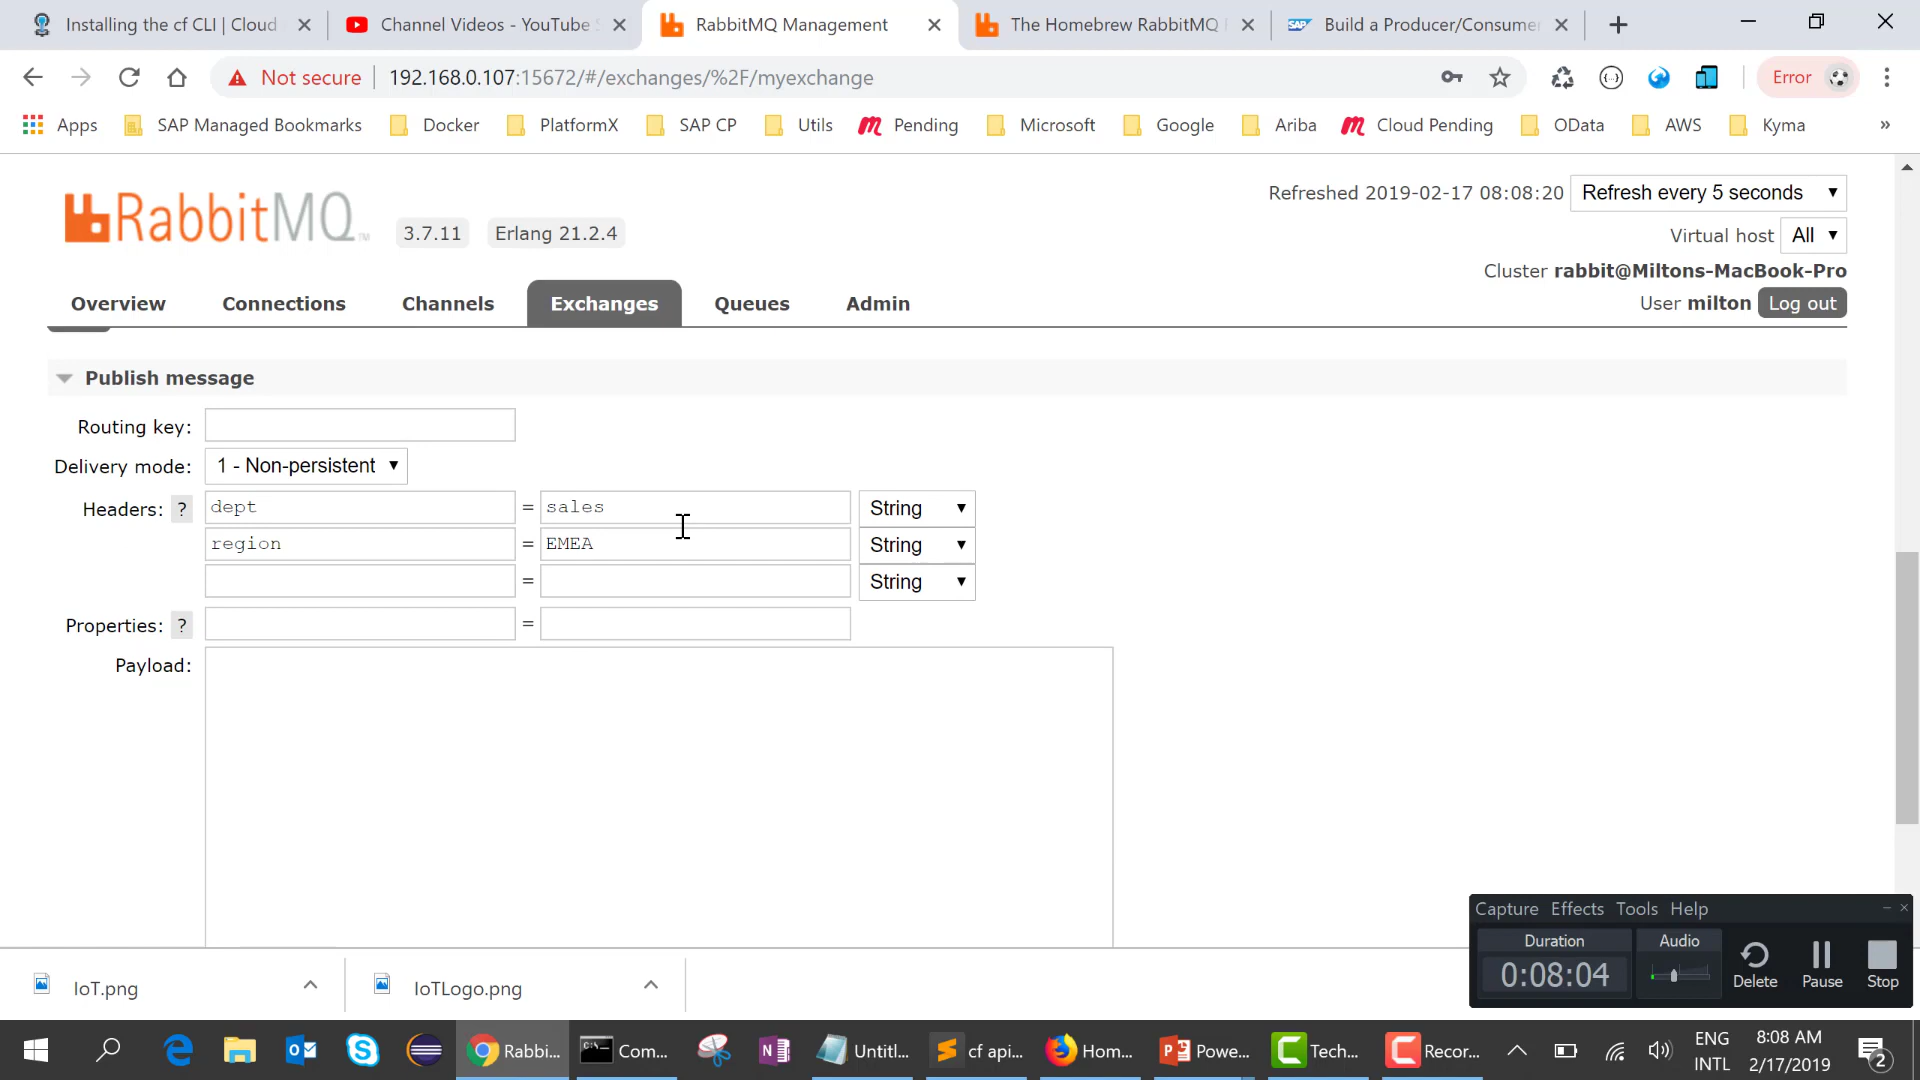 Installing the cf CLI | Cloud
Channel Videos - YouTube S
RabbitMQ Management
The Homebrew RabbitMQ F
Build a Producer/Consumer
Not secure
192.168.0.107:15672/#/exchanges/%2F/myexchange
Error
Apps
SAP Managed Bookmarks
Docker
PlatformX
SAP CP
Utils
Pending
Microsoft
Google
Ariba
Cloud Pending
OData
AWS
Kyma
»
RabbitMQ
3.7.11
Erlang 21.2.4
Refreshed 2019-02-17 08:08:20
Refresh every 5 seconds
Virtual host
All
Cluster rabbit@Miltons-MacBook-Pro
User milton
Log out
Overview
Connections
Channels
Exchanges
Queues
Admin
Publish message
Routing key:
Delivery mode:
1 - Non-persistent
Headers: ?
dept
=
sales
String
region
=
EMEA
String
=
String
Properties: ?
=
Payload:
IoT.png
IoTLogo.png
Capture
Effects
Tools
Help
Duration
0:08:04
Audio
Delete
Pause
Stop
Rabbi...
Com...
Untitl...
cf api...
Hom...
Powe...
Tech...
Recor...
ENG
INTL
8:08 AM
2/17/2019
2